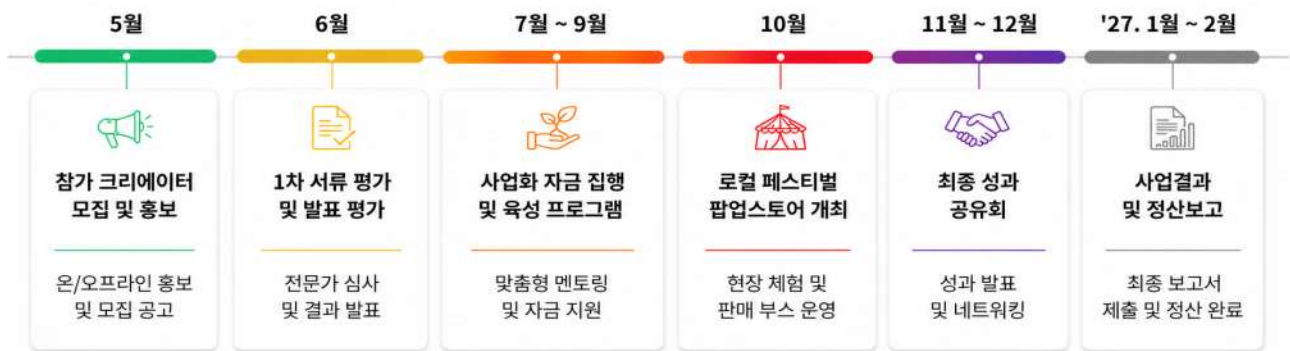 5월
6월
7월 ~ 9월
10월
11월 ~ 12월
'27. 1월 ~ 2월
참가 크리에이터
모집 및 홍보
온/오프라인 홍보
및 모집 공고
1차 서류 평가
및 발표 평가
전문가 심사
및 결과 발표
사업화 자금 집행
및 육성 프로그램
맞춤형 멘토링
및 자금 지원
로컬 페스티벌
팝업스토어 개최
현장 체험 및
판매 부스 운영
최종 성과
공유회
성과 발표
및 네트워킹
사업결과
및 정산보고
최종 보고서
제출 및 정산 완료